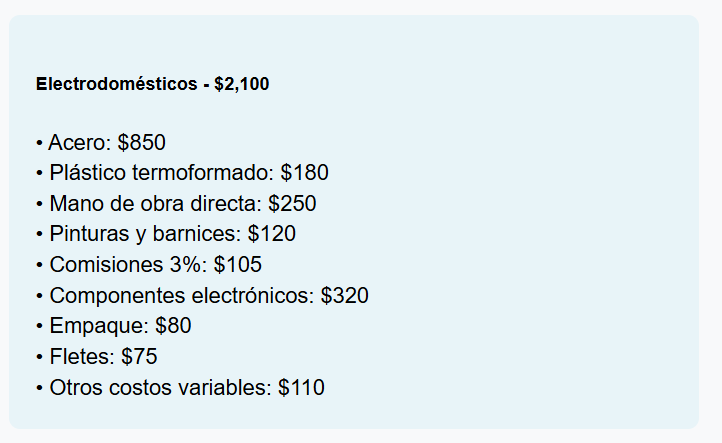 Electrodomésticos - $2,100
• Acero: $850
• Plástico termoformado: $180
• Mano de obra directa: $250
• Pinturas y barnices: $120
• Comisiones 3%: $105
• Componentes electrónicos: $320
• Empaque: $80
• Fletes: $75
• Otros costos variables: $110